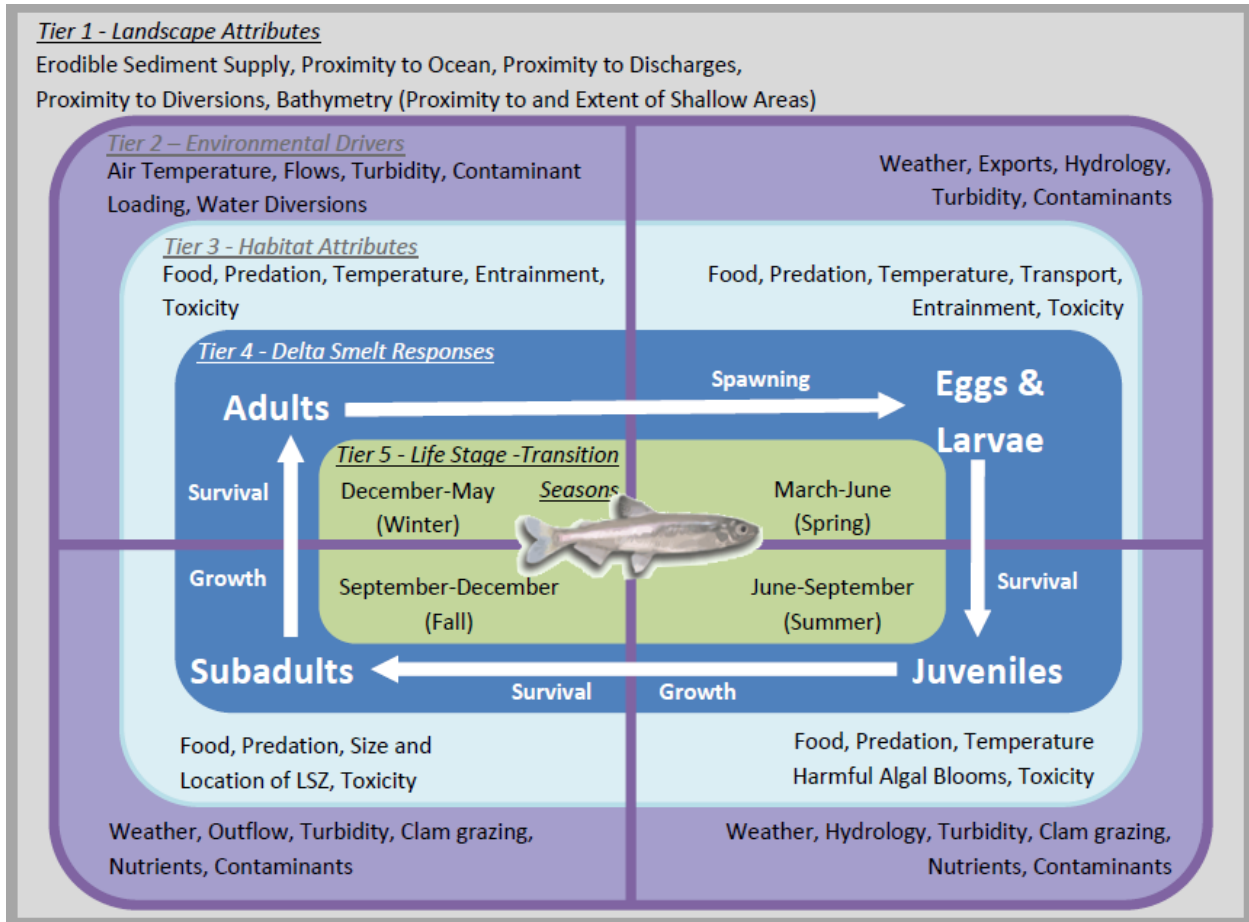 Tier 1 - Landscape Attributes
Erodible Sediment Supply, Proximity to Ocean, Proximity to Discharges,
Proximity to Diversions, Bathymetry (Proximity to and Extent of Shallow Areas)
Tier 2 – Environmental Drivers
Air Temperature, Flows, Turbidity, Contaminant
Loading, Water Diversions
Weather, Exports, Hydrology,
Turbidity, Contaminants
Tier 3 - Habitat Attributes
Food, Predation, Temperature, Entrainment,
Toxicity
Food, Predation, Temperature, Transport,
Entrainment, Toxicity
Tier 4 - Delta Smelt Responses
Adults
Spawning
Eggs &
Larvae
Survival
Growth
Tier 5 - Life Stage -Transition
Seasons
December-May
(Winter)
March-June
(Spring)
September-December
(Fall)
June-September
(Summer)
Survival
Subadults
Survival
Growth
Juveniles
Food, Predation, Size and
Location of LSZ, Toxicity
Food, Predation, Temperature
Harmful Algal Blooms, Toxicity
Weather, Outflow, Turbidity, Clam grazing,
Nutrients, Contaminants
Weather, Hydrology, Turbidity, Clam grazing,
Nutrients, Contaminants